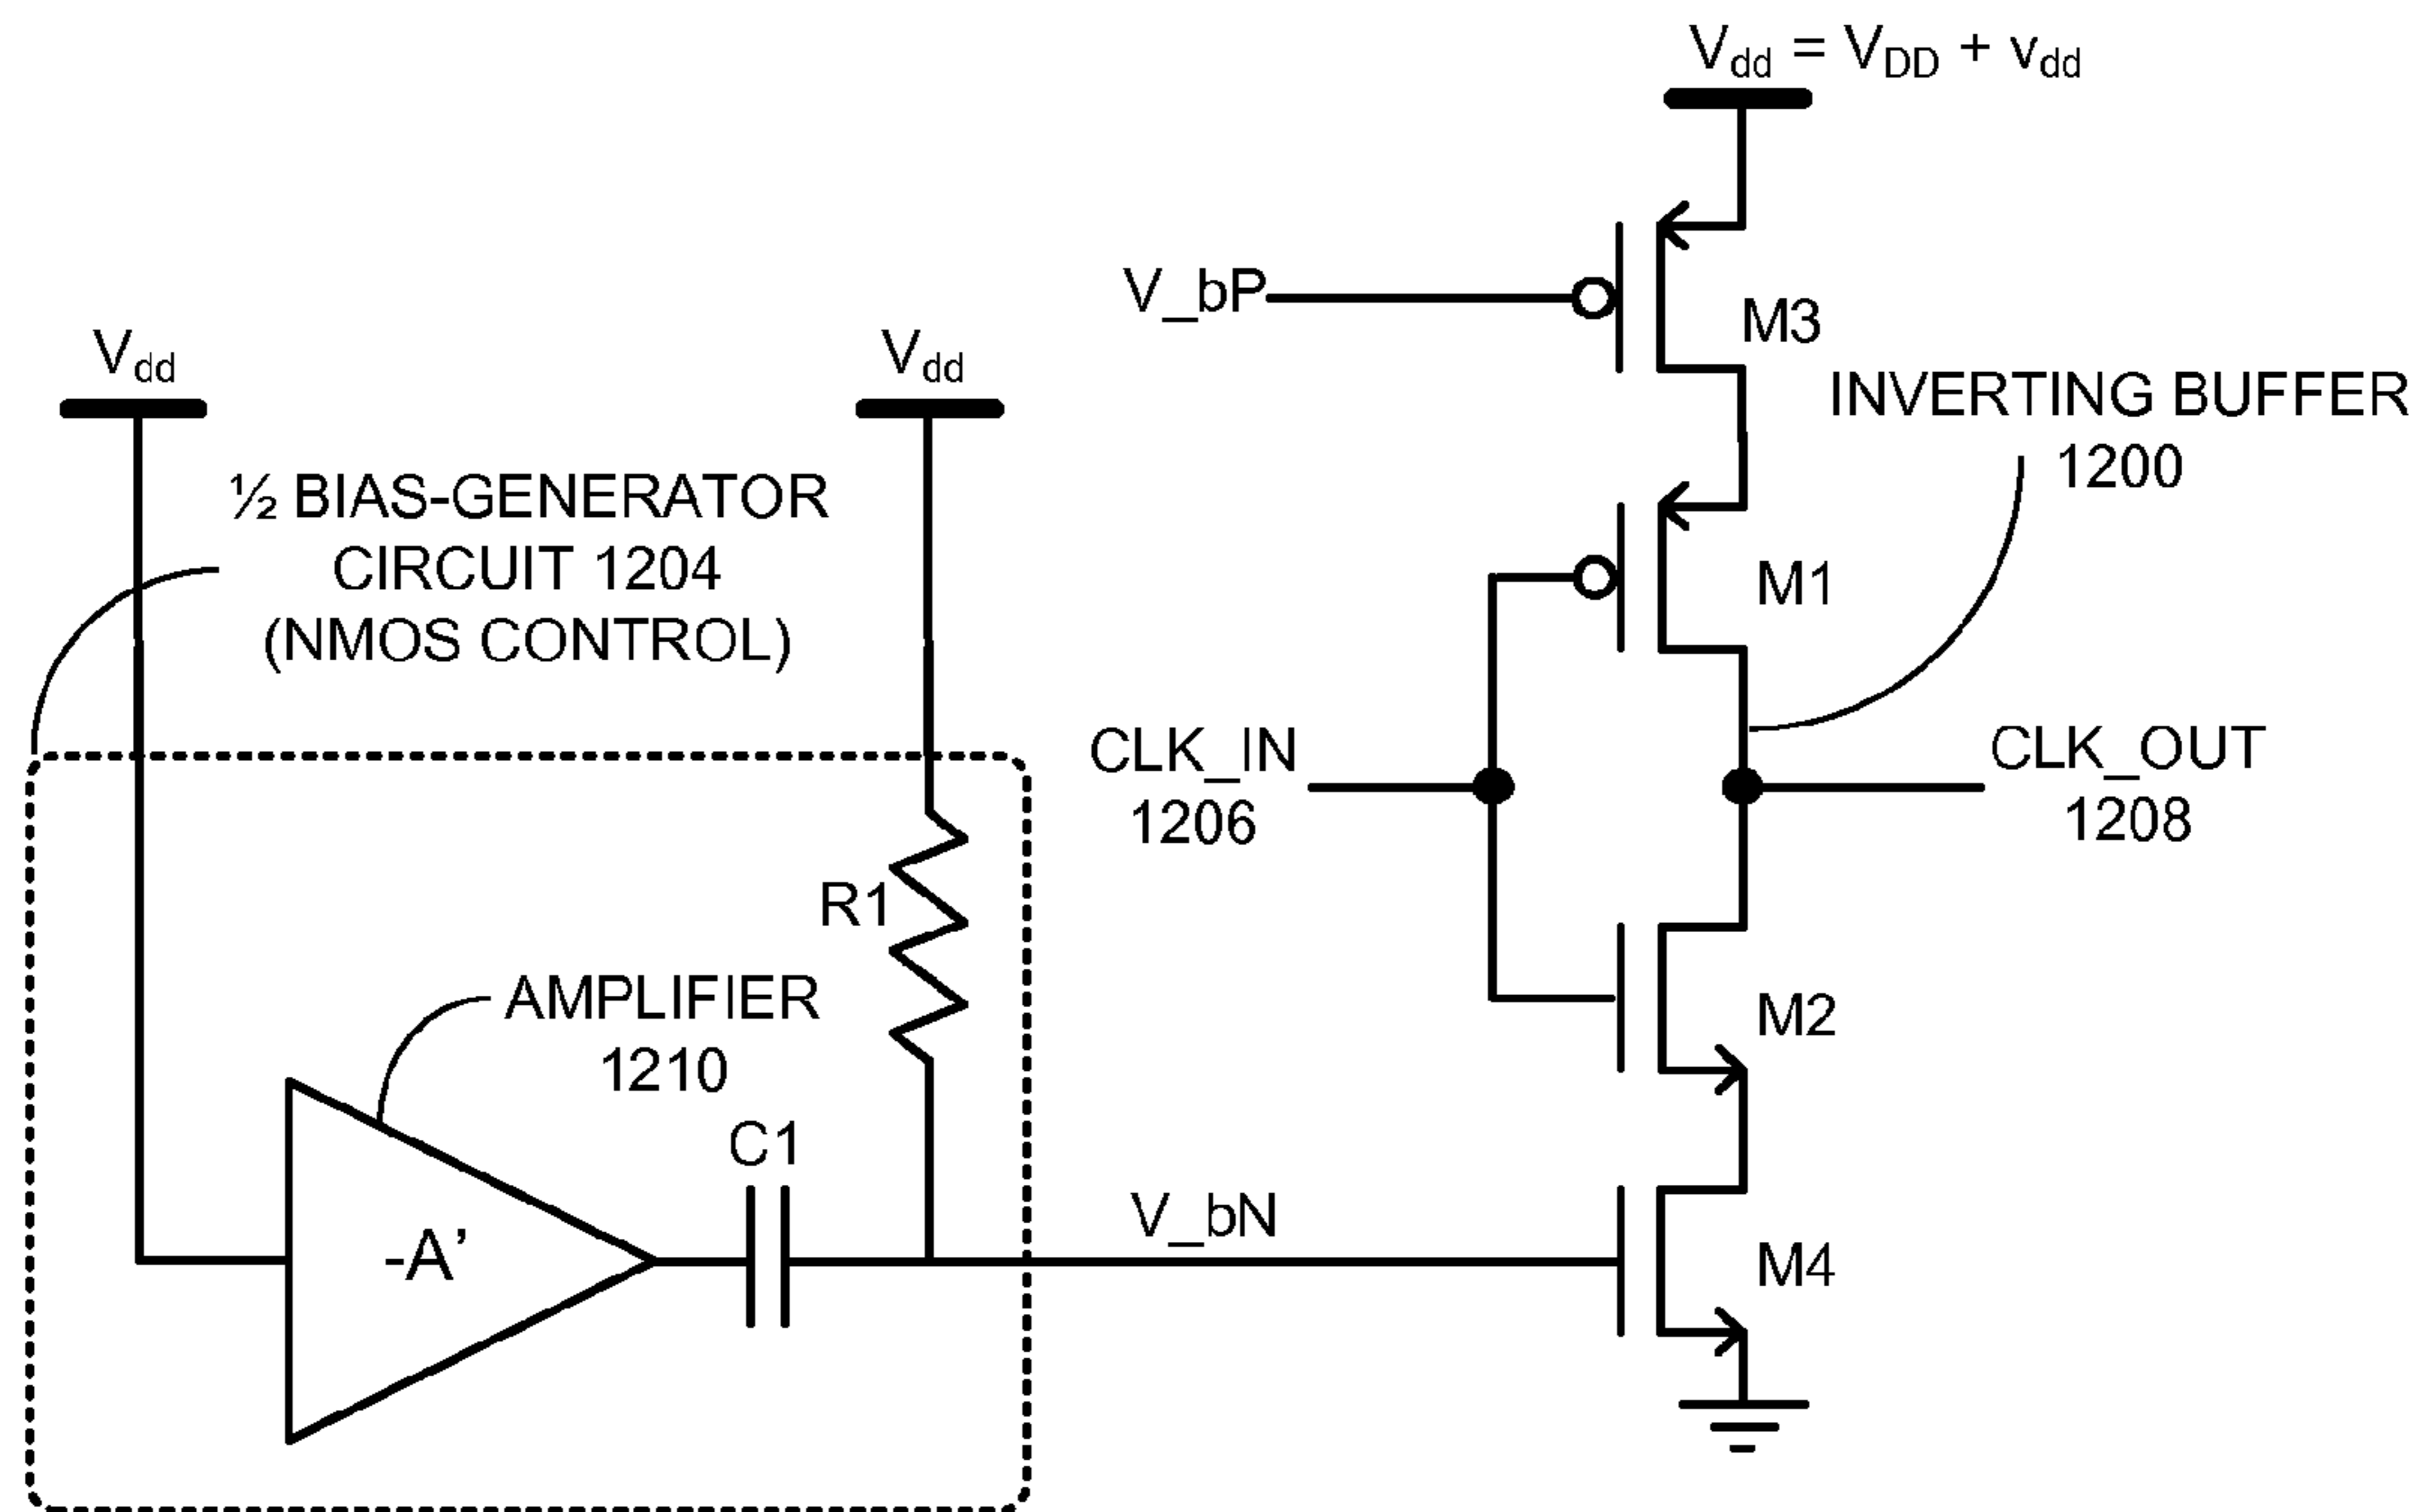 Vdd = VDD + vdd
V_bP
M3
Vdd
Vdd
INVERTING BUFFER
1200
½ BIAS-GENERATOR
CIRCUIT 1204
(NMOS CONTROL)
M1
CLK_IN
1206
CLK_OUT
1208
R1
AMPLIFIER
1210
M2
C1
-A’
V_bN
M4